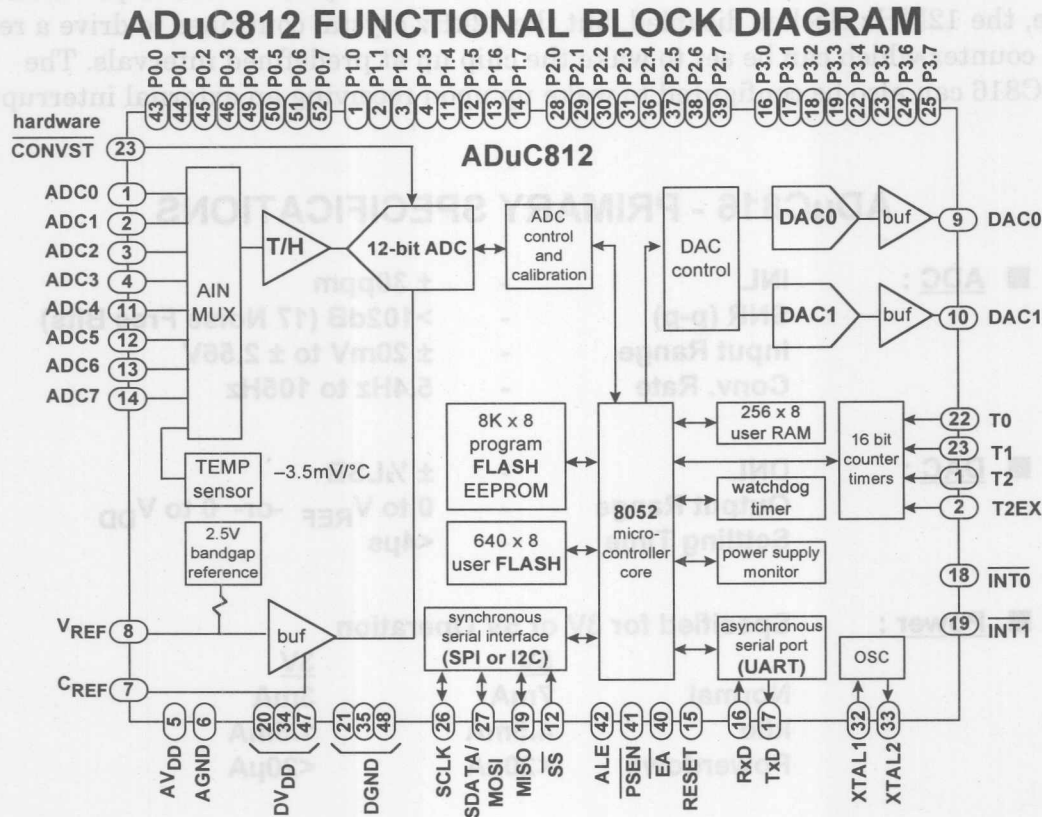 ADuC812 FUNCTIONAL BLOCK DIAGRAM
43 P0.0
44 P0.1
45 P0.2
46 P0.3
49 P0.4
50 P0.5
51 P0.6
52 P0.7
1 P1.0
2 P1.1
3 P1.2
4 P1.3
11 P1.4
12 P1.5
13 P1.6
14 P1.7
28 P2.0
29 P2.1
30 P2.2
31 P2.3
36 P2.4
37 P2.5
38 P2.6
39 P2.7
16 P3.0
17 P3.1
18 P3.2
19 P3.3
22 P3.4
23 P3.5
24 P3.6
25 P3.7
hardware
CONVST 23
ADuC812
ADC0 1
ADC1 2
ADC2 3
ADC3 4
ADC4 11
ADC5 12
ADC6 13
ADC7 14
AIN
MUX
T/H
12-bit ADC
ADC
control
and
calibration
DAC
control
DAC0
buf
9 DAC0
DAC1
buf
10 DAC1
TEMP
sensor
–3.5mV/°C
2.5V
bandgap
reference
8K x 8
program
FLASH
EEPROM
640 x 8
user FLASH
8052
micro-
controller
core
256 x 8
user RAM
watchdog
timer
power supply
monitor
asynchronous
serial port
(UART)
16 bit
counter
timers
22 T0
23 T1
1 T2
2 T2EX
18 INT0
19 INT1
OSC
VREF 8
buf
synchronous
serial interface
(SPI or I2C)
CREF 7
5 AVDD
6 AGND
20 34 47 DVDD
21 35 48 DGND
26 SCLK
27 SDATA/
MOSI
19 MISO
12 SS
42 ALE
41 PSEN
40 EA
15 RESET
16 RxD
17 TxD
32 XTAL1
33 XTAL2